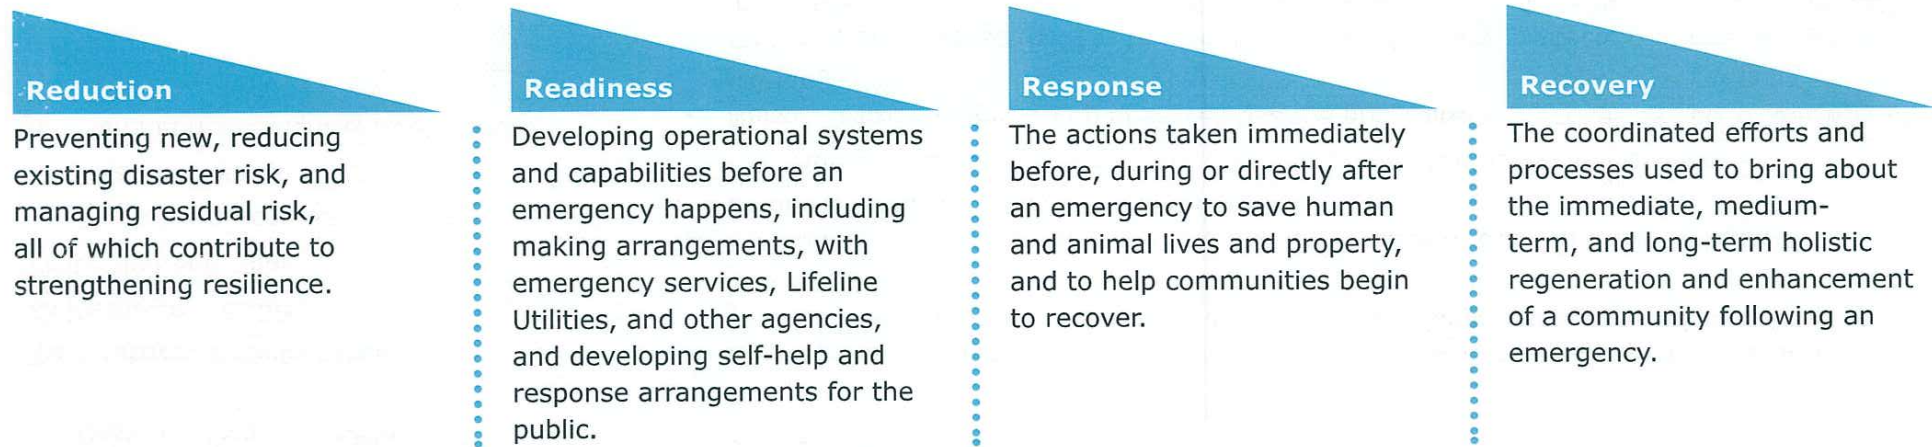 Reduction
Preventing new, reducing
existing disaster risk, and
managing residual risk,
all of which contribute to
strengthening resilience.
Readiness
Developing operational systems
and capabilities before an
emergency happens, including
making arrangements, with
emergency services, Lifeline
Utilities, and other agencies,
and developing self-help and
response arrangements for the
public.
Response
The actions taken immediately
before, during or directly after
an emergency to save human
and animal lives and property,
and to help communities begin
to recover.
Recovery
The coordinated efforts and
processes used to bring about
the immediate, medium-
term, and long-term holistic
regeneration and enhancement
of a community following an
emergency.